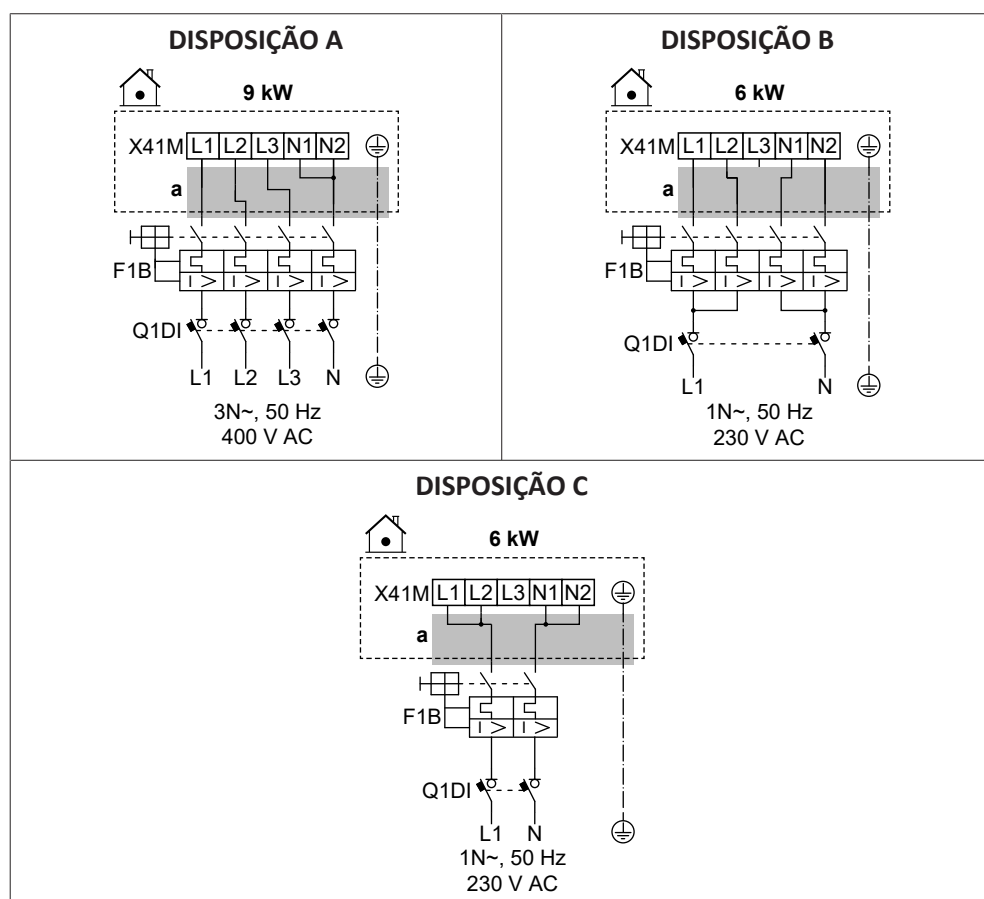 DISPOSIÇÃO A
9 kW
X41M L1 L2 L3 N1 N2
a
F1B
I > I > I > I >
Q1DI
L1 L2 L3 N
3N~, 50 Hz
400 V AC
DISPOSIÇÃO B
6 kW
X41M L1 L2 L3 N1 N2
a
F1B
I > I > I > I >
Q1DI
L1 N
1N~, 50 Hz
230 V AC
DISPOSIÇÃO C
6 kW
X41M L1 L2 L3 N1 N2
a
F1B
I > I >
Q1DI
L1 N
1N~, 50 Hz
230 V AC